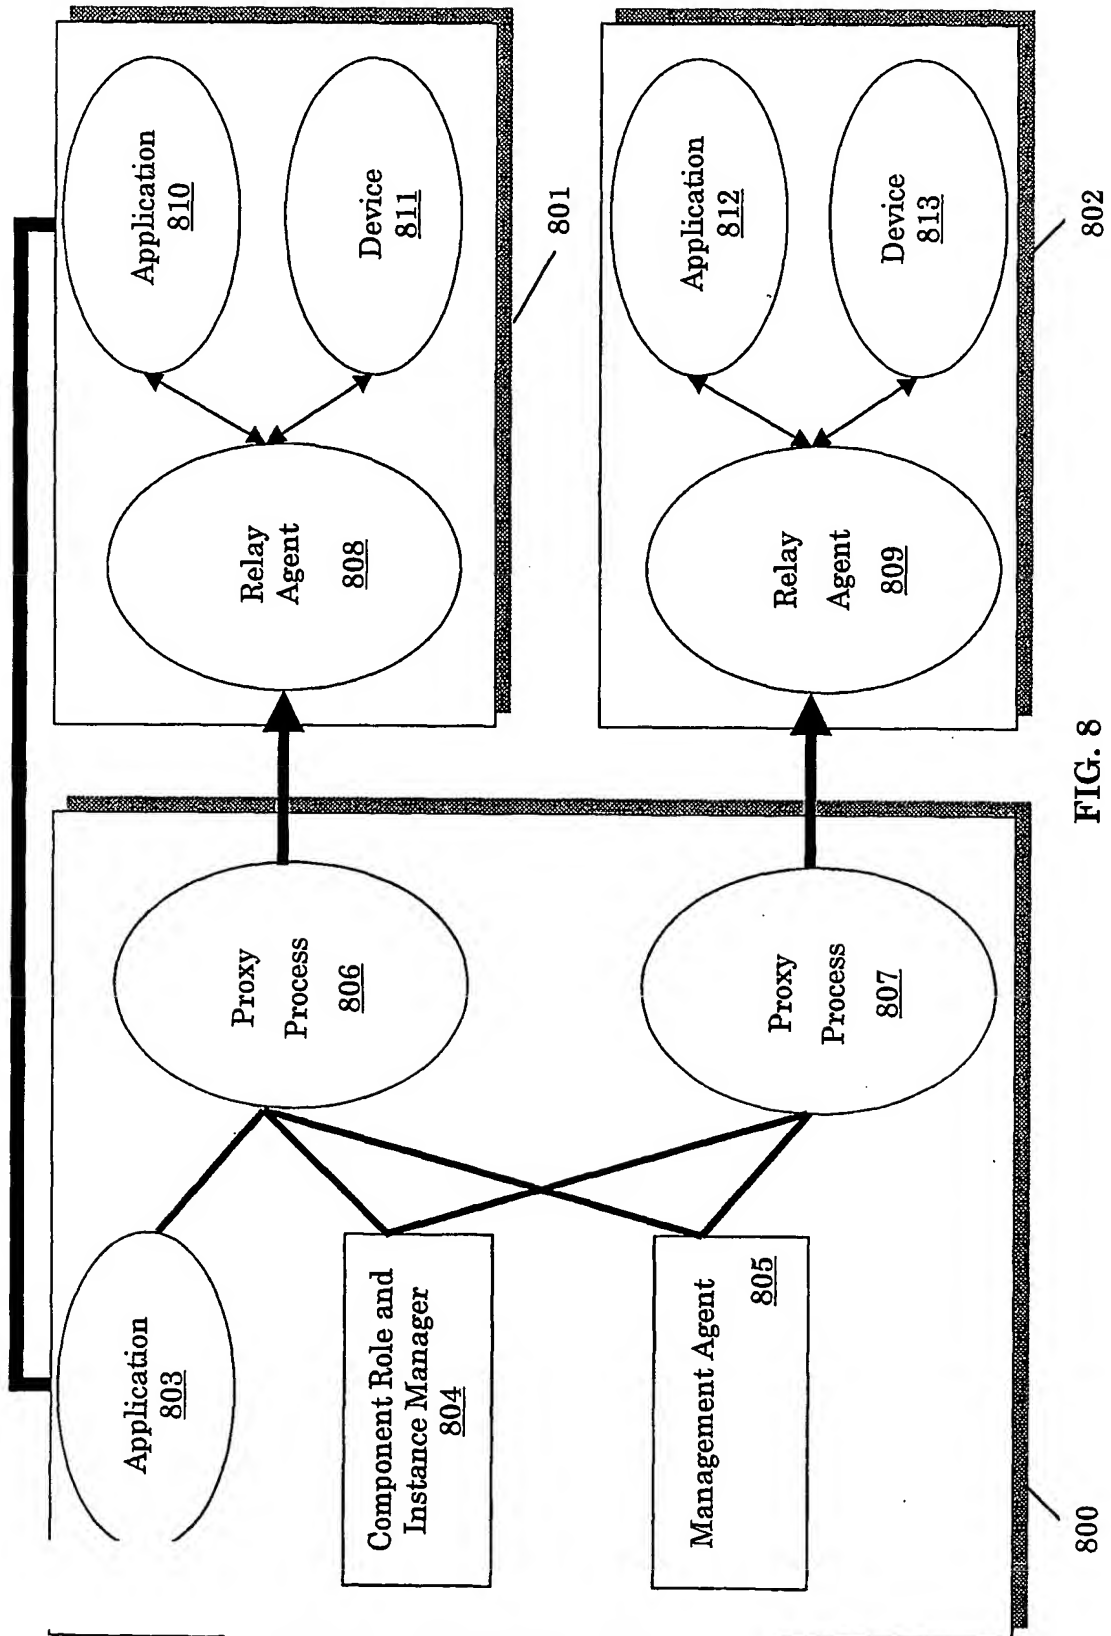 Application
803
Component Role and
Instance Manager
804
Management Agent
805
Proxy
Process
806
Proxy
Process
807
Relay
Agent
808
Relay
Agent
809
Application
810
Device
811
Application
812
Device
813
800
801
802
FIG. 8